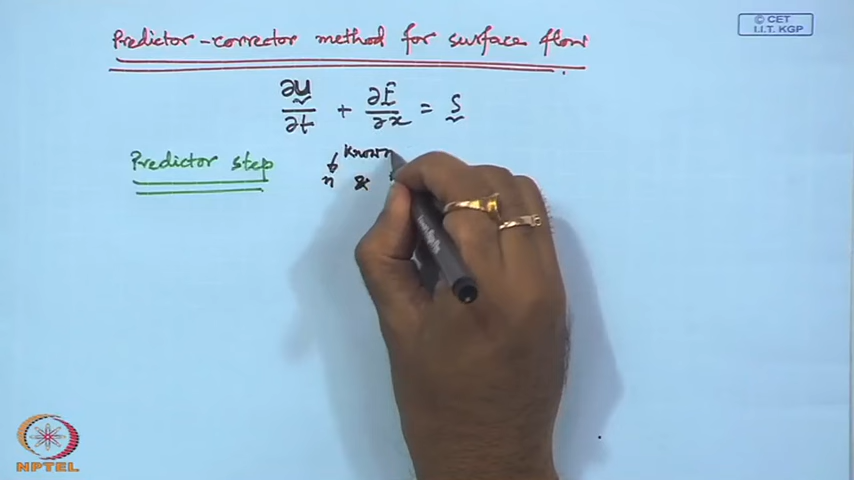 Predictor-corrector method for surface flow
© CET
I.I.T. KGP
∂U/∂t + ∂E/∂x = S
Predictor step
known
n &
NPTEL